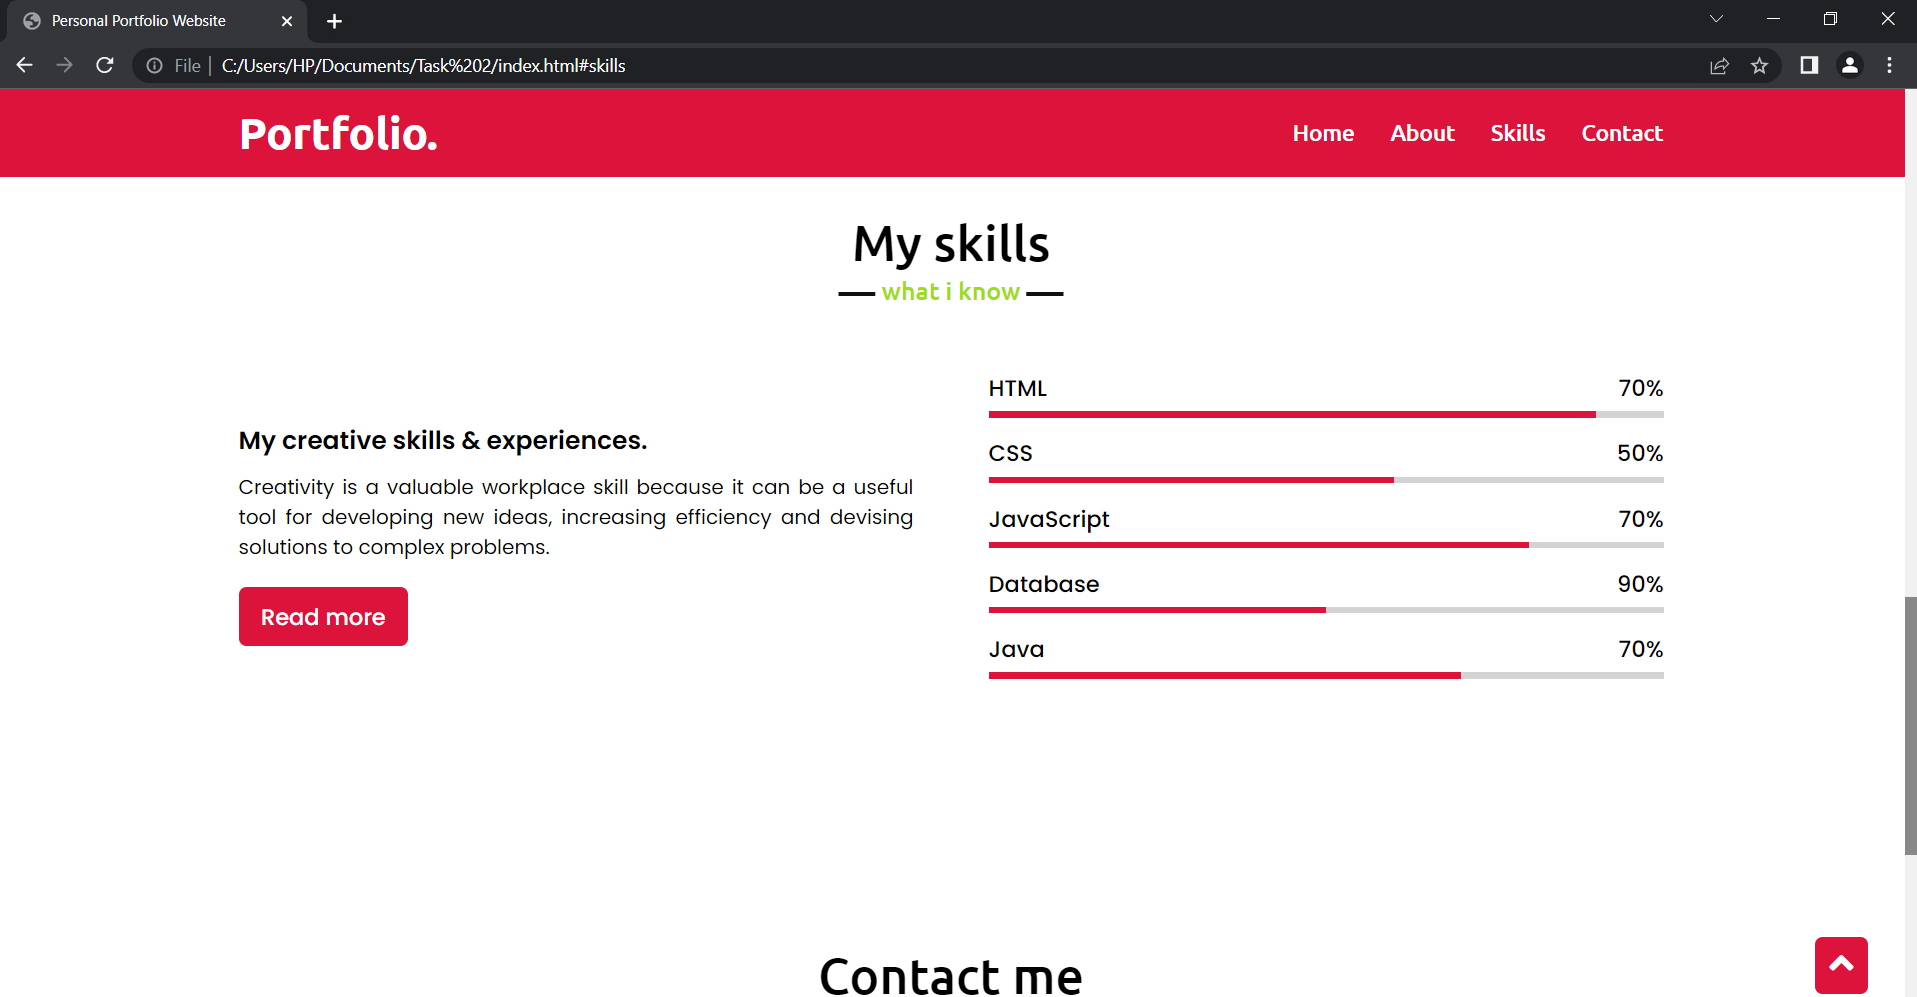 Personal Portfolio Website
File | C:/Users/HP/Documents/Task%202/index.html#skills
Portfolio.
Home About Skills Contact
My skills
what i know
My creative skills & experiences.
Creativity is a valuable workplace skill because it can be a useful
tool for developing new ideas, increasing efficiency and devising
solutions to complex problems.
Read more
HTML 70%
CSS 50%
JavaScript 70%
Database 90%
Java 70%
Contact me